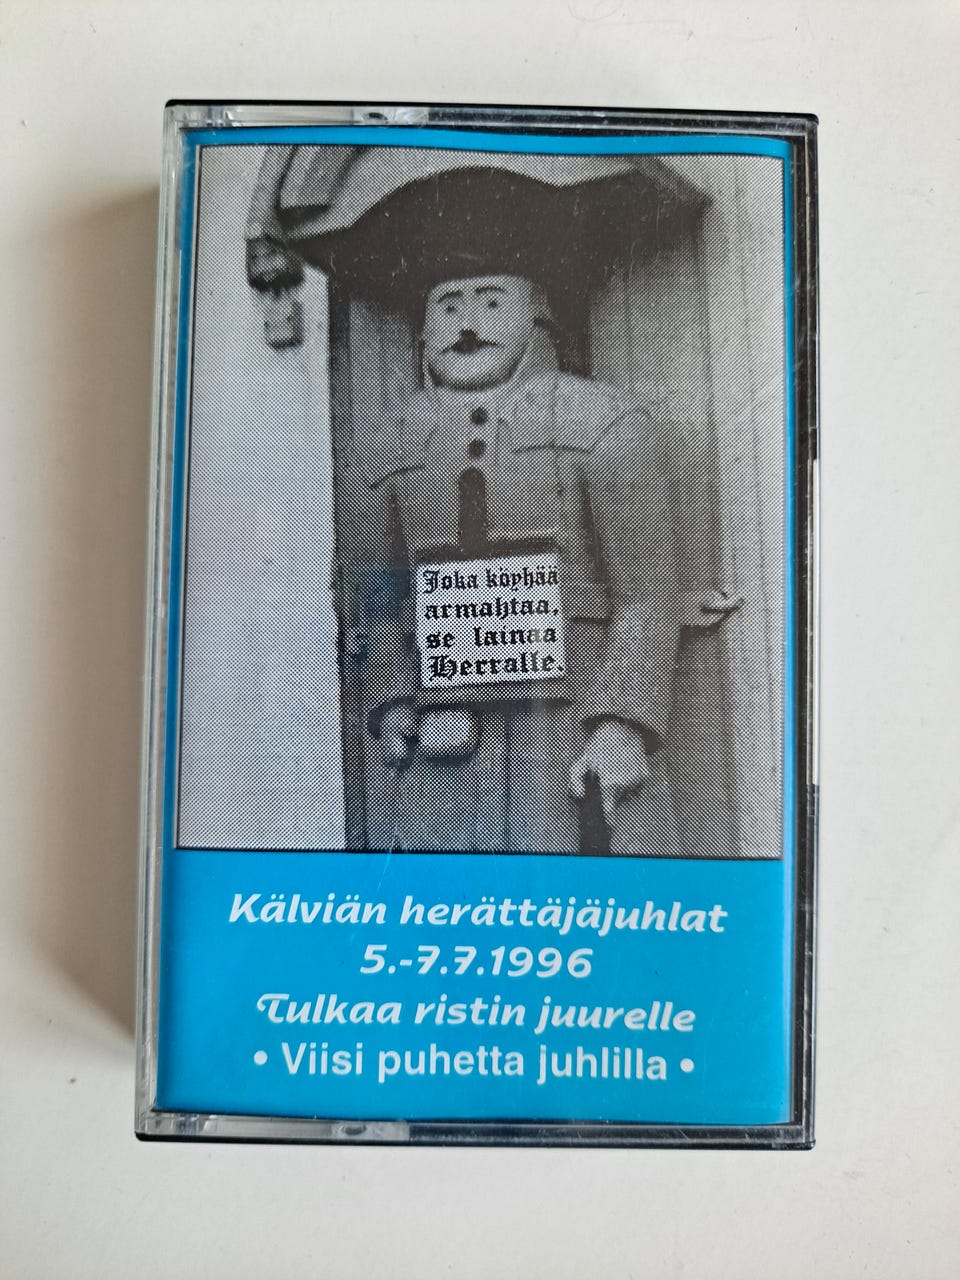 Joka köyhää
armahtaa,
se lainaa
Herralle.
Kälviän herättäjäjuhlat
5.-7.7.1996
Tulkaa ristin juurelle
• Viisi puhetta juhlilla •